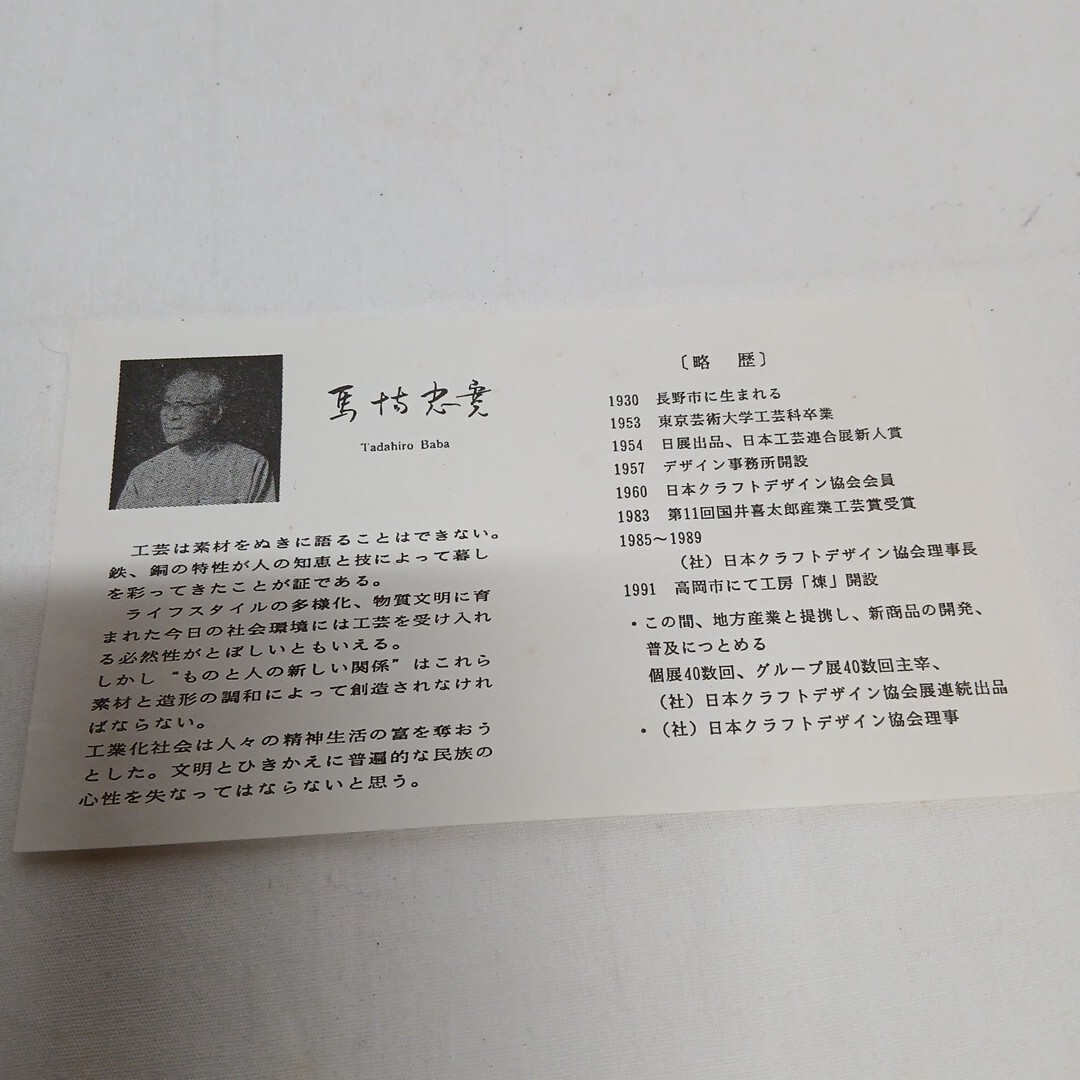 馬場忠寛
Tadahiro Baba
工芸は素材をぬきに語ることはできない。
鉄、銅の特性が人の知恵と技によって暮し
を彩ってきたことが証である。
ライフスタイルの多様化、物質文明に育
まれた今日の社会環境には工芸を受け入れ
る必然性がとぼしいともいえる。
しかし“ものと人の新しい関係”はこれら
素材と造形の調和によって創造されなけれ
ばならない。
工業化社会は人々の精神生活の富を奪おう
とした。文明とひきかえに普遍的な民族の
心性を失なってはならないと思う。
〔略 歴〕
1930 長野市に生まれる
1953 東京芸術大学工芸科卒業
1954 日展出品、日本工芸連合展新人賞
1957 デザイン事務所開設
1960 日本クラフトデザイン協会会員
1983 第11回国井喜太郎産業工芸賞受賞
1985〜1989
（社）日本クラフトデザイン協会理事長
1991 高岡市にて工房「煉」開設
・この間、地方産業と提携し、新商品の開発、
普及につとめる
個展40数回、グループ展40数回主宰、
（社）日本クラフトデザイン協会展連続出品
・（社）日本クラフトデザイン協会理事